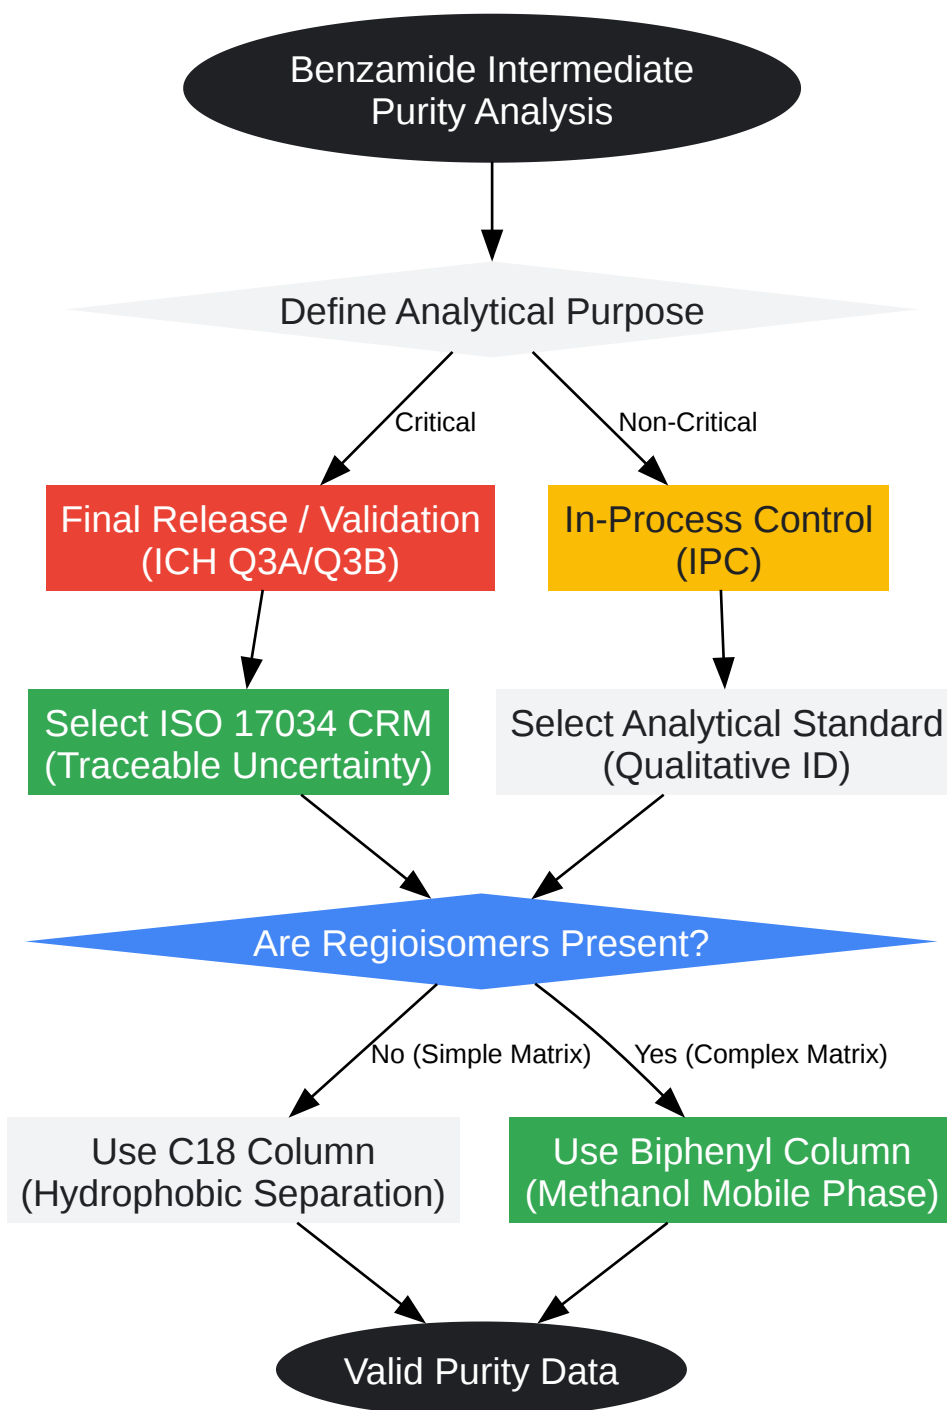 Benzamide Intermediate
Purity Analysis
Define Analytical Purpose
Critical
Non-Critical
Final Release / Validation
(ICH Q3A/Q3B)
In-Process Control
(IPC)
Select ISO 17034 CRM
(Traceable Uncertainty)
Select Analytical Standard
(Qualitative ID)
Are Regioisomers Present?
No (Simple Matrix)
Yes (Complex Matrix)
Use C18 Column
(Hydrophobic Separation)
Use Biphenyl Column
(Methanol Mobile Phase)
Valid Purity Data